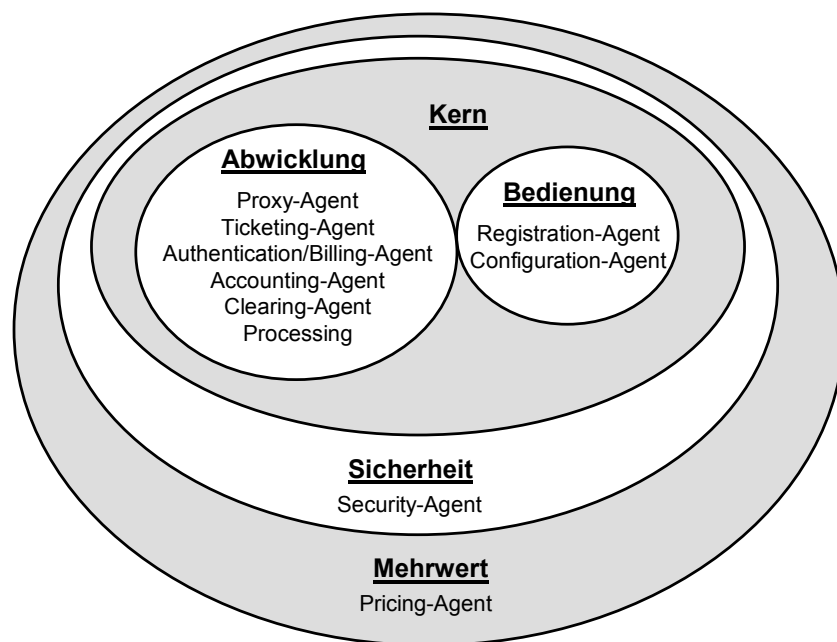 Kern
Abwicklung
Proxy-Agent
Ticketing-Agent
Authentication/Billing-Agent
Accounting-Agent
Clearing-Agent
Processing
Bedienung
Registration-Agent
Configuration-Agent
Sicherheit
Security-Agent
Mehrwert
Pricing-Agent